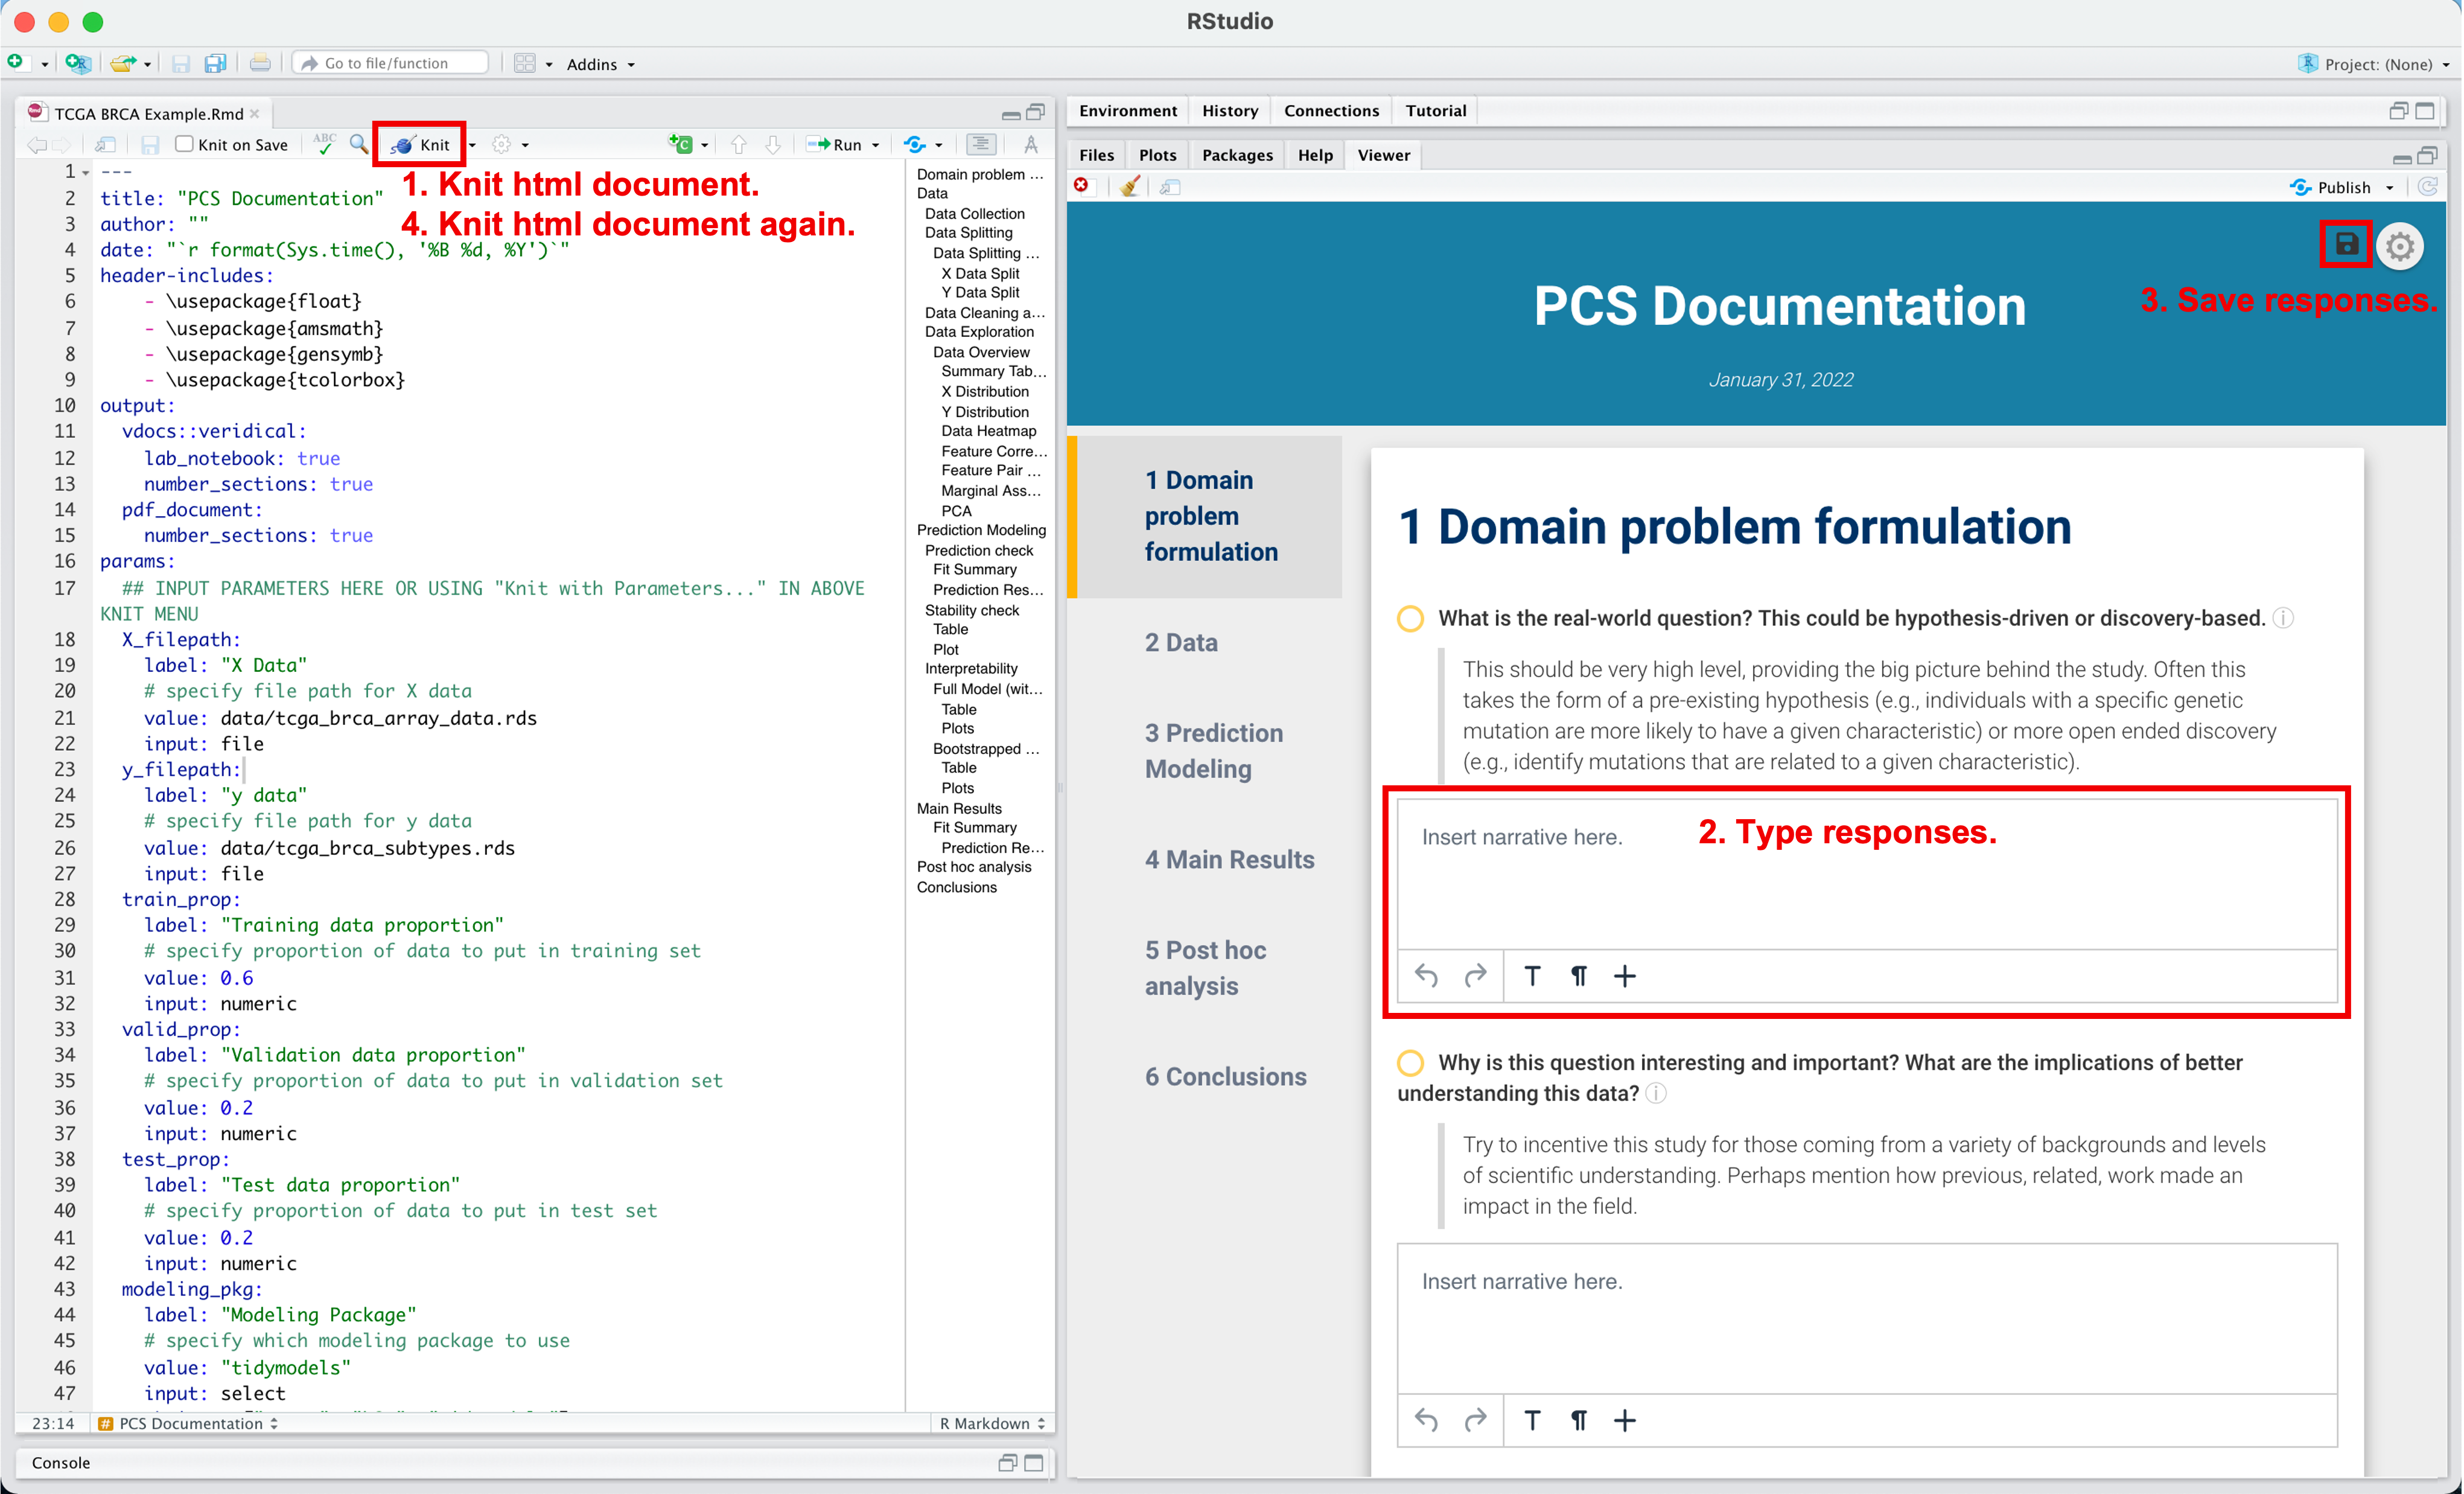 RStudio
Go to file/function
Addins
Project: (None)
TCGA BRCA Example.Rmd
Knit on Save
ABC
Knit
Run
1. Knit html document.
4. Knit html document again.
1 ---
2 title: "PCS Documentation"
3 author: ""
4 date: "`r format(Sys.time(), '%B %d, %Y')`"
5 header-includes:
6 - \usepackage{float}
7 - \usepackage{amsmath}
8 - \usepackage{gensymb}
9 - \usepackage{tcolorbox}
10 output:
11 vdocs::veridical:
12 lab_notebook: true
13 number_sections: true
14 pdf_document:
15 number_sections: true
16 params:
17 ## INPUT PARAMETERS HERE OR USING "Knit with Parameters..." IN ABOVE
KNIT MENU
18 X_filepath:
19 label: "X Data"
20 # specify file path for X data
21 value: data/tcga_brca_array_data.rds
22 input: file
23 y_filepath:
24 label: "y data"
25 # specify file path for y data
26 value: data/tcga_brca_subtypes.rds
27 input: file
28 train_prop:
29 label: "Training data proportion"
30 # specify proportion of data to put in training set
31 value: 0.6
32 input: numeric
33 valid_prop:
34 label: "Validation data proportion"
35 # specify proportion of data to put in validation set
36 value: 0.2
37 input: numeric
38 test_prop:
39 label: "Test data proportion"
40 # specify proportion of data to put in test set
41 value: 0.2
42 input: numeric
43 modeling_pkg:
44 label: "Modeling Package"
45 # specify which modeling package to use
46 value: "tidymodels"
47 input: select
Domain problem ...
Data
Data Collection
Data Splitting
Data Splitting ...
X Data Split
Y Data Split
Data Cleaning a...
Data Exploration
Data Overview
Summary Tab...
X Distribution
Y Distribution
Data Heatmap
Feature Corre...
Feature Pair ...
Marginal Ass...
PCA
Prediction Modeling
Prediction check
Fit Summary
Prediction Res...
Stability check
Table
Plot
Interpretability
Full Model (wit...
Table
Plots
Bootstrapped ...
Table
Plots
Main Results
Fit Summary
Prediction Re...
Post hoc analysis
Conclusions
23:14
# PCS Documentation
R Markdown
Console
Environment
History
Connections
Tutorial
Files
Plots
Packages
Help
Viewer
Publish
3. Save responses.
PCS Documentation
January 31, 2022
1 Domain
problem
formulation
2 Data
3 Prediction
Modeling
4 Main Results
5 Post hoc
analysis
6 Conclusions
1 Domain problem formulation
What is the real-world question? This could be hypothesis-driven or discovery-based.
This should be very high level, providing the big picture behind the study. Often this
takes the form of a pre-existing hypothesis (e.g., individuals with a specific genetic
mutation are more likely to have a given characteristic) or more open ended discovery
(e.g., identify mutations that are related to a given characteristic).
Insert narrative here.
2. Type responses.
T ¶ +
Why is this question interesting and important? What are the implications of better
understanding this data?
Try to incentive this study for those coming from a variety of backgrounds and levels
of scientific understanding. Perhaps mention how previous, related, work made an
impact in the field.
Insert narrative here.
T ¶ +